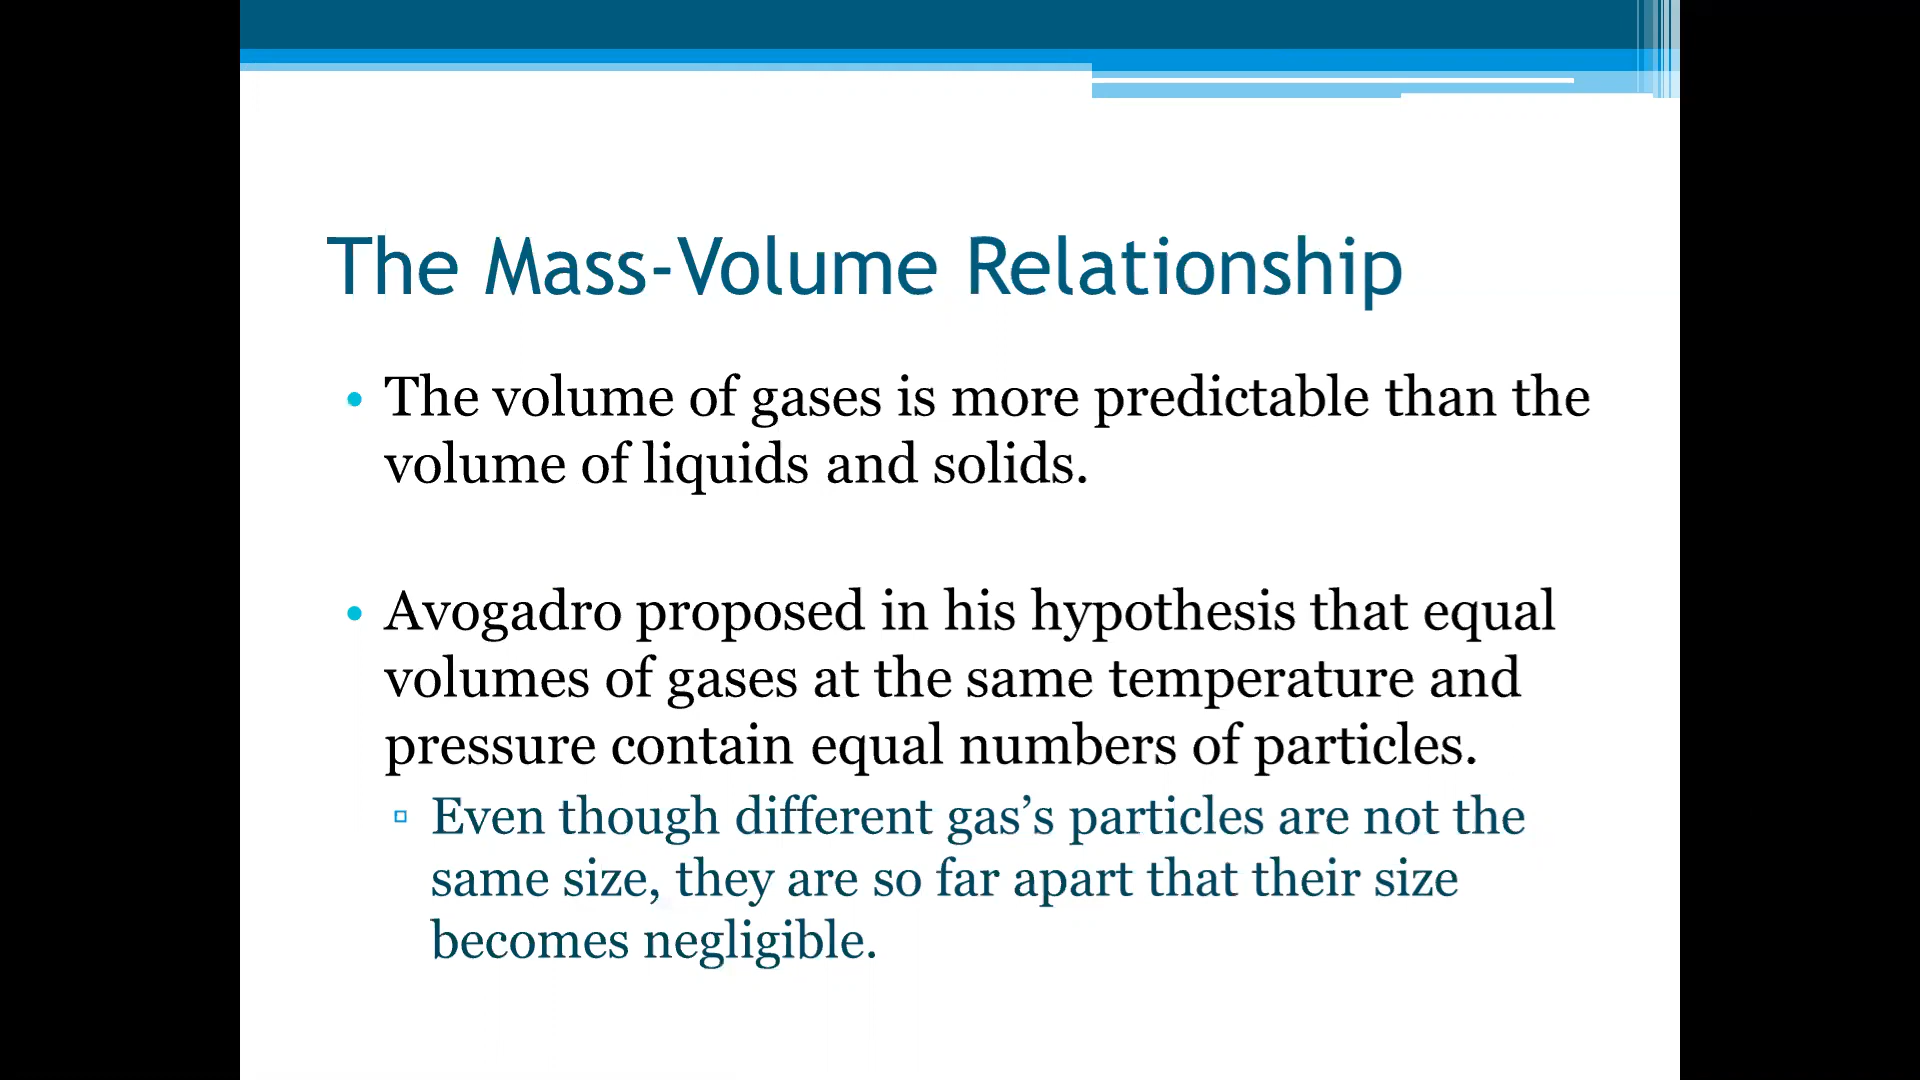 The Mass-Volume Relationship
• The volume of gases is more predictable than the
volume of liquids and solids.
• Avogadro proposed in his hypothesis that equal
volumes of gases at the same temperature and
pressure contain equal numbers of particles.
▫ Even though different gas’s particles are not the
same size, they are so far apart that their size
becomes negligible.